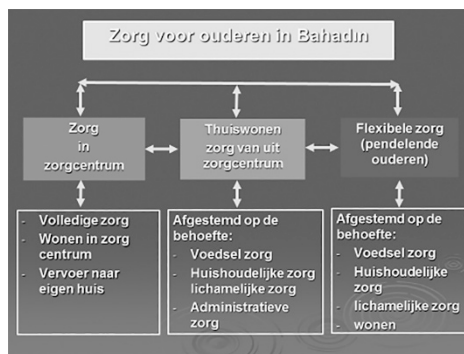 Zorg voor ouderen in Bahadın
Zorg
in
zorgcentrum
Thuiswonen
zorg van uit
zorgcentrum
Flexibele zorg
(pendelende
ouderen)
- Volledige zorg
- Wonen in zorg
centrum
- Vervoer naar
eigen huis
Afgestemd op de
behoefte:
- Voedsel zorg
- Huishoudelijke zorg
lichamelijke zorg
- Administratieve
zorg
Afgestemd op de
behoefte:
- Voedsel zorg
- Huishoudelijke
zorg
- lichamelijke zorg
- wonen